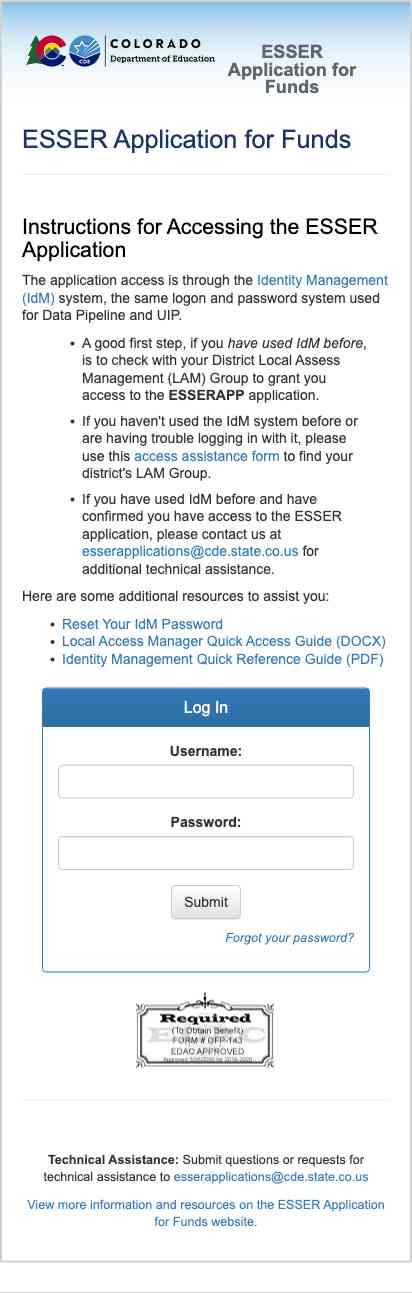 COLORADO
Department of Education
CDE
ESSER
Application for
Funds
ESSER Application for Funds
Instructions for Accessing the ESSER
Application
The application access is through the Identity Management
(IdM) system, the same logon and password system used
for Data Pipeline and UIP.
• A good first step, if you have used IdM before,
is to check with your District Local Assess
Management (LAM) Group to grant you
access to the ESSERAPP application.
• If you haven't used the IdM system before or
are having trouble logging in with it, please
use this access assistance form to find your
district's LAM Group.
• If you have used IdM before and have
confirmed you have access to the ESSER
application, please contact us at
esserapplications@cde.state.co.us for
additional technical assistance.
Here are some additional resources to assist you:
• Reset Your IdM Password
• Local Access Manager Quick Access Guide (DOCX)
• Identity Management Quick Reference Guide (PDF)
Log In
Username:
Password:
Submit
Forgot your password?
Required
(To Obtain Benefit)
FORM # OFP-143
EDAC APPROVED
Technical Assistance: Submit questions or requests for
technical assistance to esserapplications@cde.state.co.us
View more information and resources on the ESSER Application
for Funds website.